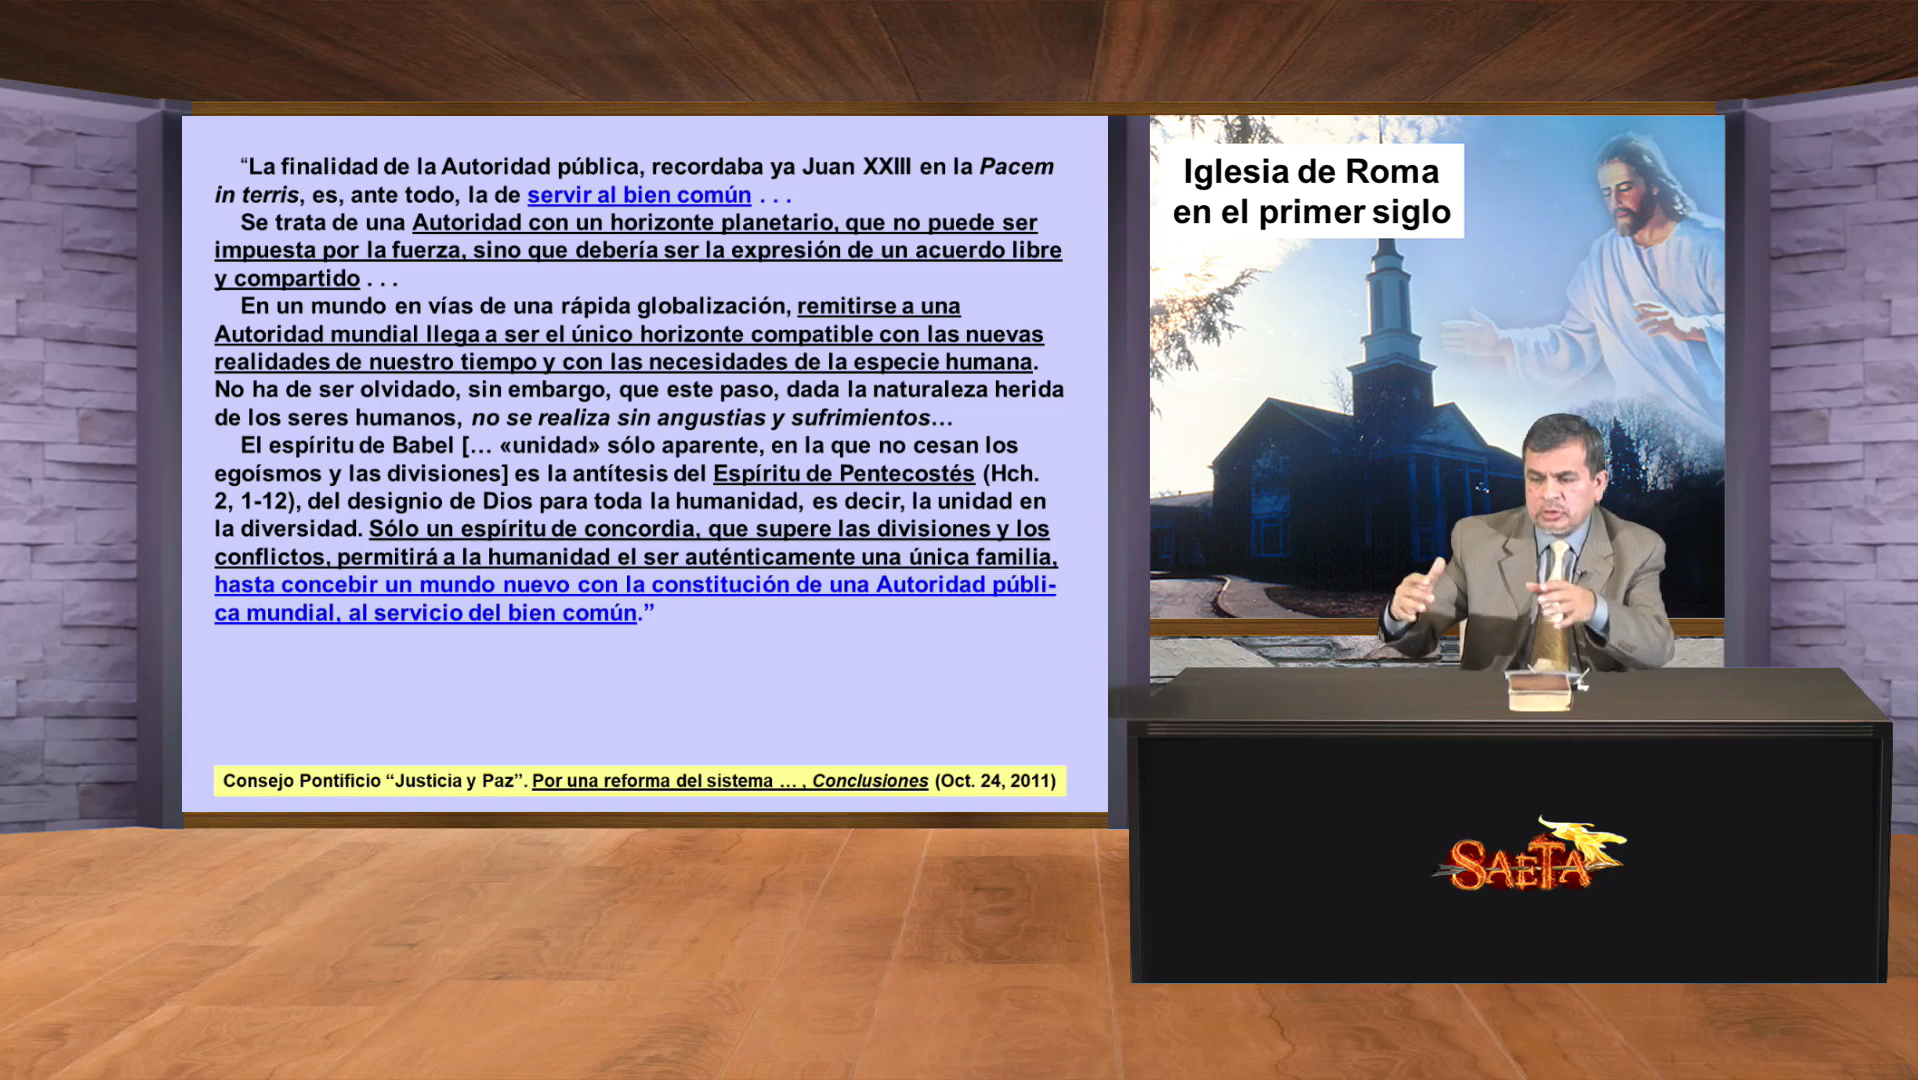 “La finalidad de la Autoridad pública, recordaba ya Juan XXIII en la Pacem
in terris, es, ante todo, la de servir al bien común . . .
Se trata de una Autoridad con un horizonte planetario, que no puede ser
impuesta por la fuerza, sino que debería ser la expresión de un acuerdo libre
y compartido . . .
En un mundo en vías de una rápida globalización, remitirse a una
Autoridad mundial llega a ser el único horizonte compatible con las nuevas
realidades de nuestro tiempo y con las necesidades de la especie humana.
No ha de ser olvidado, sin embargo, que este paso, dada la naturaleza herida
de los seres humanos, no se realiza sin angustias y sufrimientos…
El espíritu de Babel [… «unidad» sólo aparente, en la que no cesan los
egoísmos y las divisiones] es la antítesis del Espíritu de Pentecostés (Hch.
2, 1-12), del designio de Dios para toda la humanidad, es decir, la unidad en
la diversidad. Sólo un espíritu de concordia, que supere las divisiones y los
conflictos, permitirá a la humanidad el ser auténticamente una única familia,
hasta concebir un mundo nuevo con la constitución de una Autoridad públi-
ca mundial, al servicio del bien común.”
Consejo Pontificio “Justicia y Paz”. Por una reforma del sistema … , Conclusiones (Oct. 24, 2011)
Iglesia de Roma
en el primer siglo
SAETA